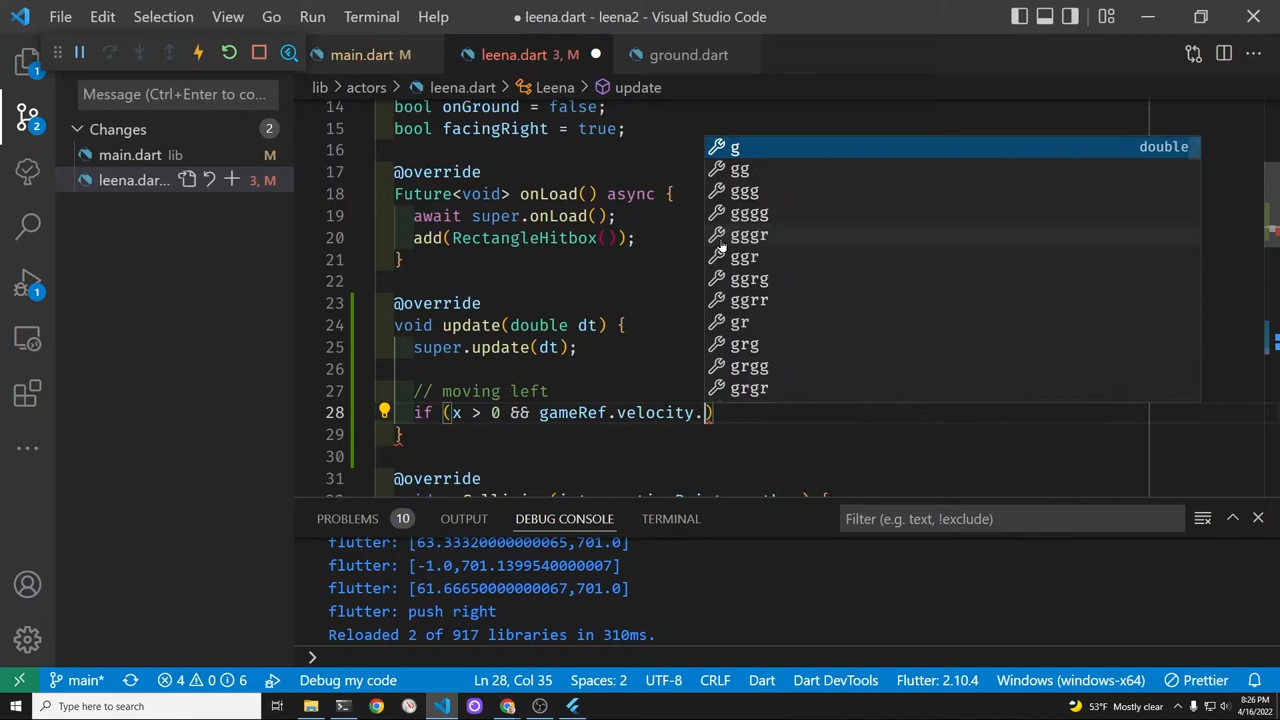 File Edit Selection View Go Run Terminal Help
● leena.dart - leena2 - Visual Studio Code
main.dart M
leena.dart 3, M
ground.dart
lib > actors > leena.dart > Leena > update
Message (Ctrl+Enter to co...
Changes 2
main.dart lib M
leena.dar... 3, M
1
2
1
14 bool onGround = false;
15 bool facingRight = true;
16
17 @override
18 Future<void> onLoad() async {
19 await super.onLoad();
20 add(RectangleHitbox());
21 }
22
23 @override
24 void update(double dt) {
25 super.update(dt);
26
27 // moving left
28 if (x > 0 && gameRef.velocity.)
29 }
30
31 @override
g double
gg
ggg
gggg
gggr
ggr
ggrg
ggrr
gr
grg
grgg
grgr
PROBLEMS 10 OUTPUT DEBUG CONSOLE TERMINAL
Filter (e.g. text, !exclude)
flutter: [63.33320000000065,701.0]
flutter: [-1.0,701.1399540000007]
flutter: [61.66650000000067,701.0]
flutter: push right
Reloaded 2 of 917 libraries in 310ms.
>
main* 4 0 6 Debug my code Ln 28, Col 35 Spaces: 2 UTF-8 CRLF Dart Dart DevTools Flutter: 2.10.4 Windows (windows-x64) Prettier
Type here to search
53°F Mostly clear
8:26 PM
4/16/2022